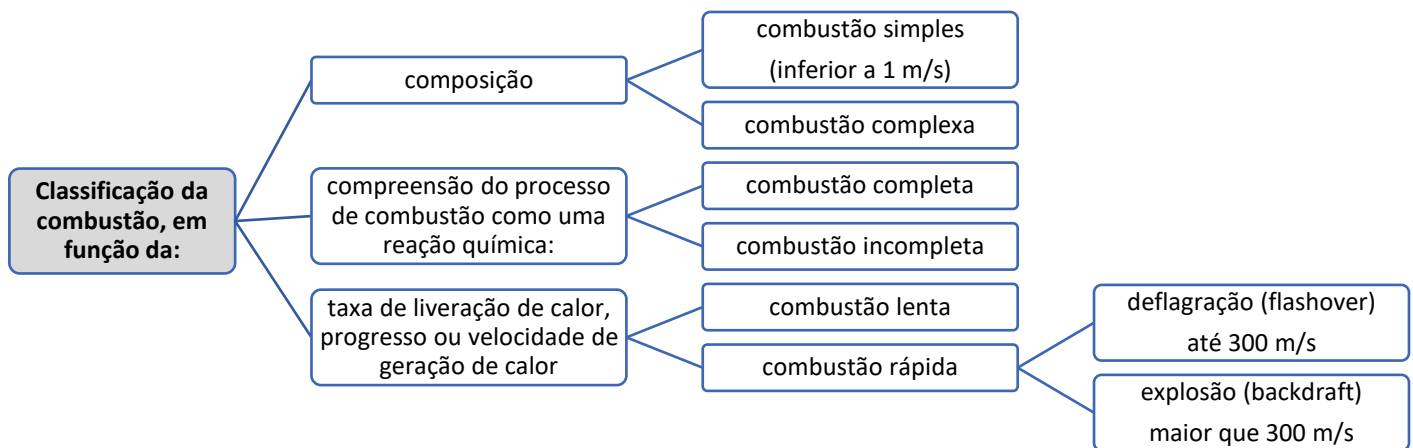 Classificação da
combustão, em
função da:
composição
combustão simples
(inferior a 1 m/s)
combustão complexa
compreensão do processo
de combustão como uma
reação química:
combustão completa
combustão incompleta
taxa de liveração de calor,
progresso ou velocidade de
geração de calor
combustão lenta
combustão rápida
deflagração (flashover)
até 300 m/s
explosão (backdraft)
maior que 300 m/s